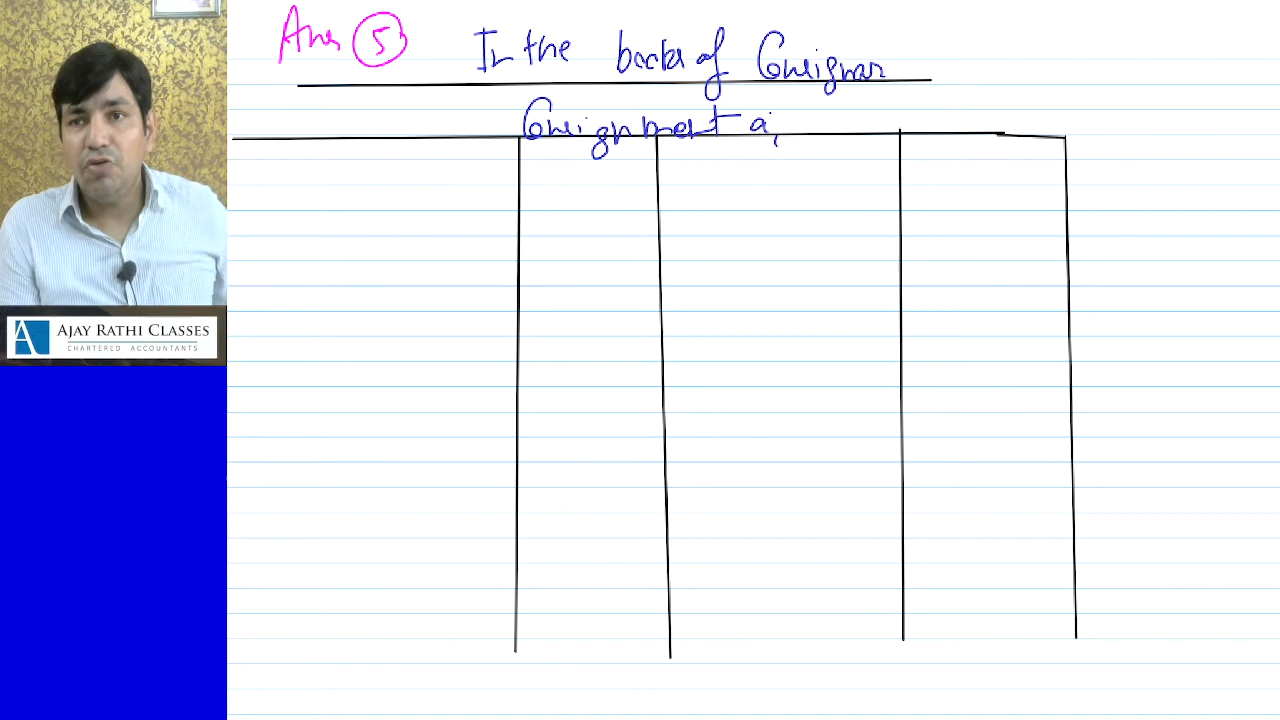 Ans 5
In the books of Consignor
Consignment a/
AJAY RATHI CLASSES
CHARTERED ACCOUNTANTS